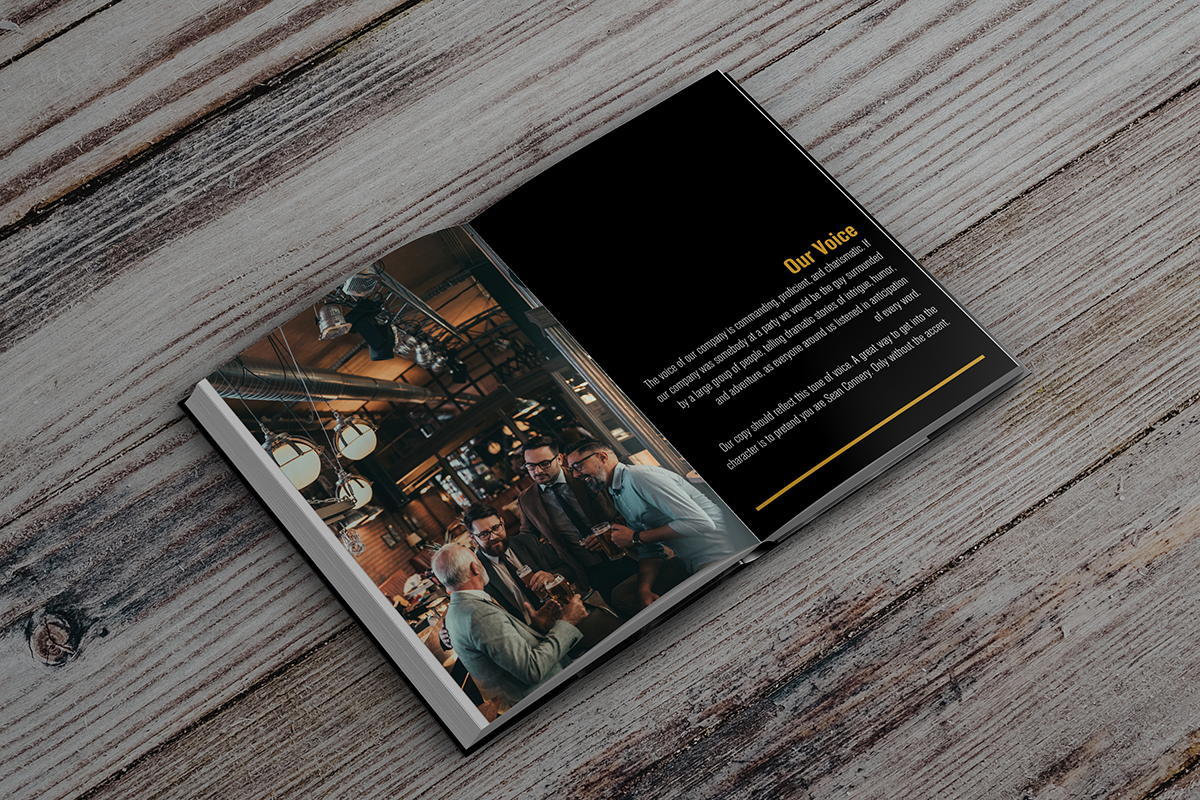 Our Voice
The voice of our company is commanding, proficient, and charismatic. If
our company was somebody at a party we would be the guy surrounded
by a large group of people, telling dramatic stories of intrigue, humor,
and adventure, as everyone around us listened in anticipation
of every word.
Our copy should reflect this tone of voice. A great way to get into the
character is to pretend you are Sean Connery. Only without the accent.